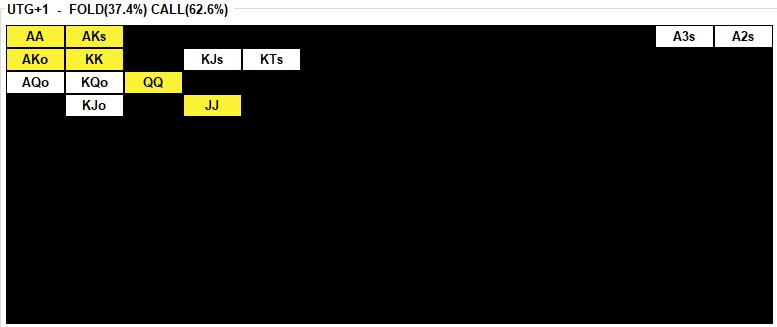 UTG+1 - FOLD(37.4%) CALL(62.6%)
AA AKs A3s A2s
AKo KK KJs KTs
AQo KQo QQ
KJo JJ